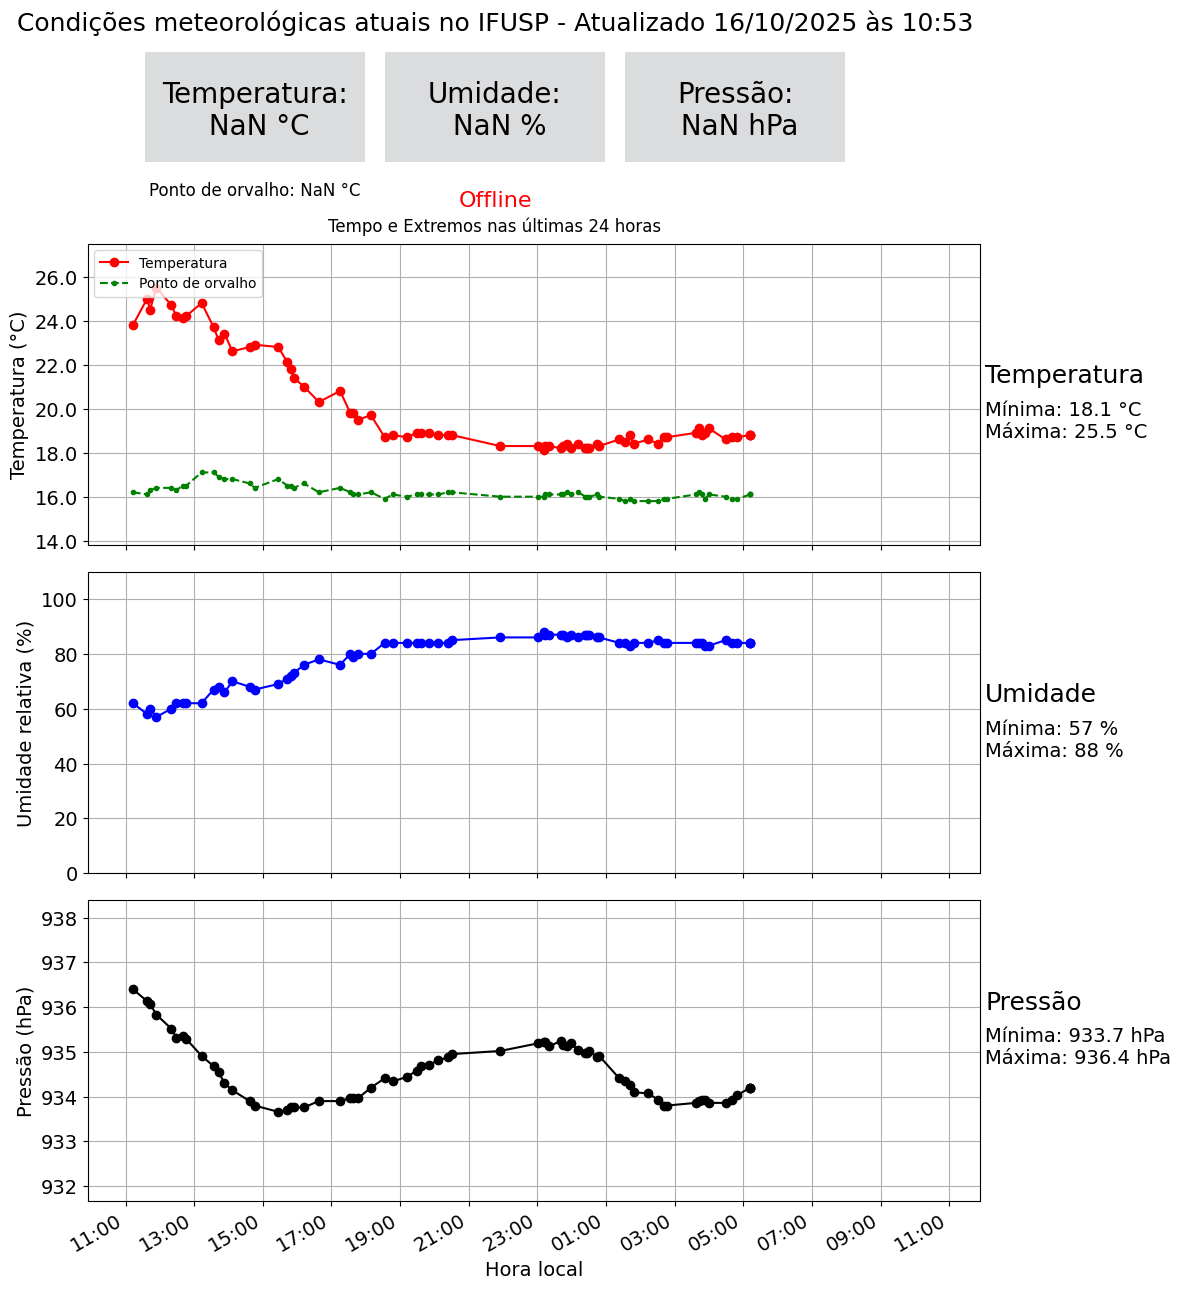 Condições meteorológicas atuais no IFUSP - Atualizado 16/10/2025 às 10:53
Temperatura:
NaN °C
Umidade:
NaN %
Pressão:
NaN hPa
Ponto de orvalho: NaN °C
Offline
Tempo e Extremos nas últimas 24 horas
Temperatura
Ponto de orvalho
Temperatura (°C)
26.0
24.0
22.0
20.0
18.0
16.0
14.0
Temperatura
Mínima: 18.1 °C
Máxima: 25.5 °C
Umidade relativa (%)
100
80
60
40
20
0
Umidade
Mínima: 57 %
Máxima: 88 %
Pressão (hPa)
938
937
936
935
934
933
932
Pressão
Mínima: 933.7 hPa
Máxima: 936.4 hPa
11:00
13:00
15:00
17:00
19:00
21:00
23:00
01:00
03:00
05:00
07:00
09:00
11:00
Hora local